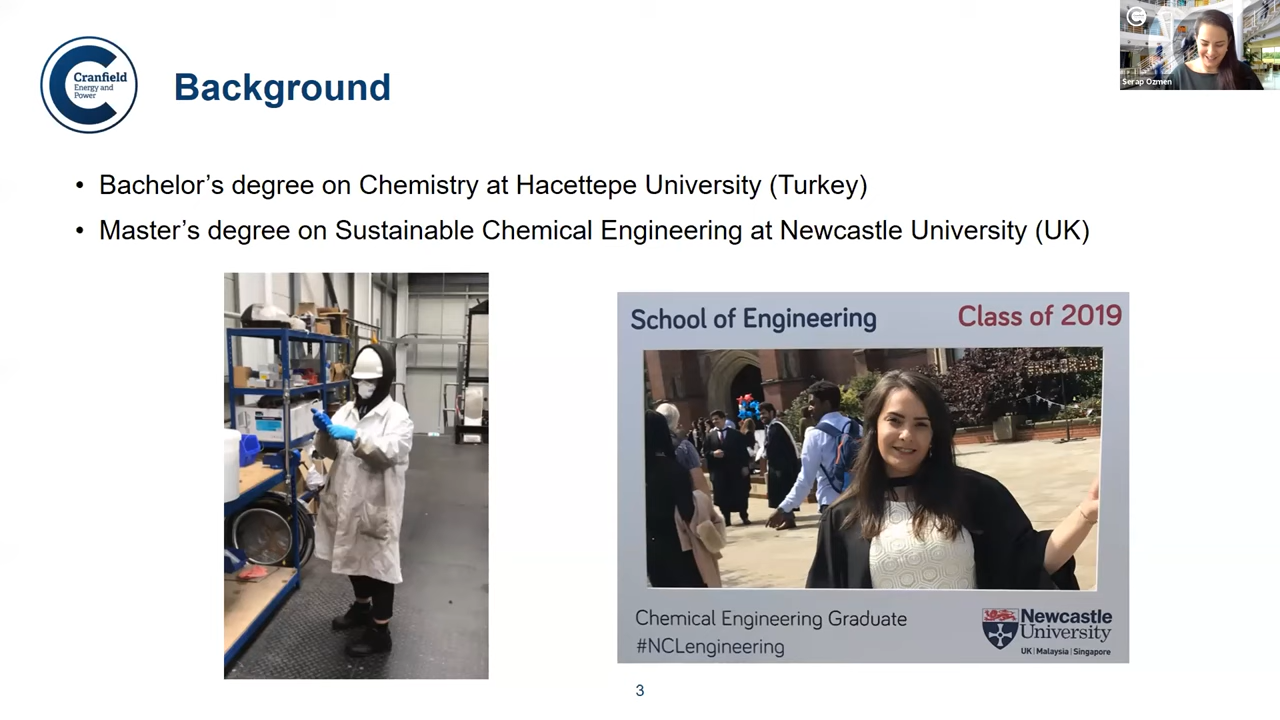 Cranfield
Energy and
Power
Background
Serap Ozmen
• Bachelor’s degree on Chemistry at Hacettepe University (Turkey)
• Master’s degree on Sustainable Chemical Engineering at Newcastle University (UK)
School of Engineering
Class of 2019
Chemical Engineering Graduate
#NCLengineering
Newcastle
University
UK | Malaysia | Singapore
3